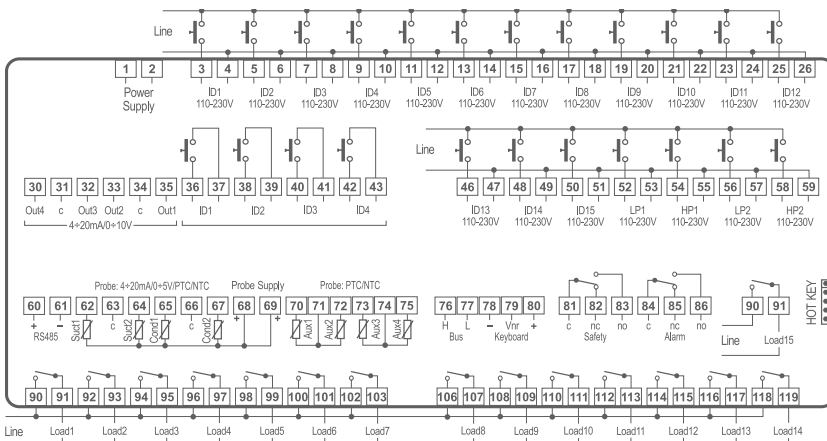 Line
1 2 3 4 5 6 7 8 9 10 11 12 13 14 15 16 17 18 19 20 21 22 23 24 25 26
Power Supply
ID1 110-230V
ID2 110-230V
ID3 110-230V
ID4 110-230V
ID5 110-230V
ID6 110-230V
ID7 110-230V
ID8 110-230V
ID9 110-230V
ID10 110-230V
ID11 110-230V
ID12 110-230V
Line
30 31 32 33 34 35 36 37 38 39 40 41 42 43
Out4 c Out3 Out2 c Out1 ID1 ID2 ID3 ID4
4÷20mA/0÷10V
46 47 48 49 50 51 52 53 54 55 56 57 58 59
ID13 110-230V
ID14 110-230V
ID15 110-230V
LP1 110-230V
HP1 110-230V
LP2 110-230V
HP2 110-230V
Probe: 4÷20mA/0÷5V/PTC/NTC
Probe Supply
Probe: PTC/NTC
60 61 62 63 64 65 66 67 68 69 70 71 72 73 74 75
+ − Suct1 c Suct2 Cond1 c Cond2 + + Aux1 Aux2 Aux3 Aux4
RS485
76 77 78 79 80
H L − Vnr +
Bus Keyboard
81 82 83 84 85 86
c nc no c nc no
Safety Alarm
90 91
Line Load15
HOT KEY
90 91 92 93 94 95 96 97 98 99 100 101 102 103
106 107 108 109 110 111 112 113 114 115 116 117 118 119
Line Load1 Load2 Load3 Load4 Load5 Load6 Load7 Load8 Load9 Load10 Load11 Load12 Load13 Load14